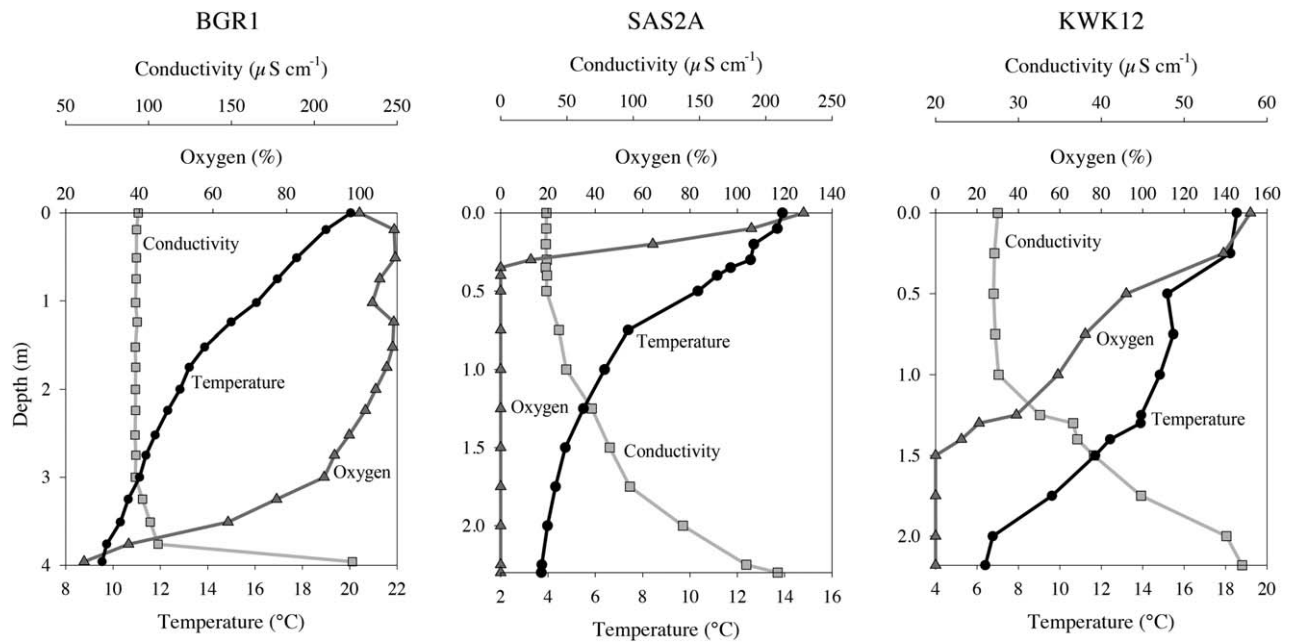 BGR1 SAS2A KWK12
Conductivity (μS cm-1) Conductivity (μS cm-1) Conductivity (μS cm-1)
50 100 150 200 250 0 50 100 150 200 250 20 30 40 50 60
Oxygen (%) Oxygen (%) Oxygen (%)
20 40 60 80 100 0 20 40 60 80 100 120 140 0 20 40 60 80 100 120 140 160
0 0.0 0.0
Conductivity
0.5 0.5
1 Temperature Oxygen
1.0 1.0
Depth (m) 2 Temperature Oxygen Temperature
1.5 Conductivity 1.5
3 Oxygen
2.0 2.0 Conductivity
4
8 10 12 14 16 18 20 22 2 4 6 8 10 12 14 16 4 6 8 10 12 14 16 18 20
Temperature (°C) Temperature (°C) Temperature (°C)